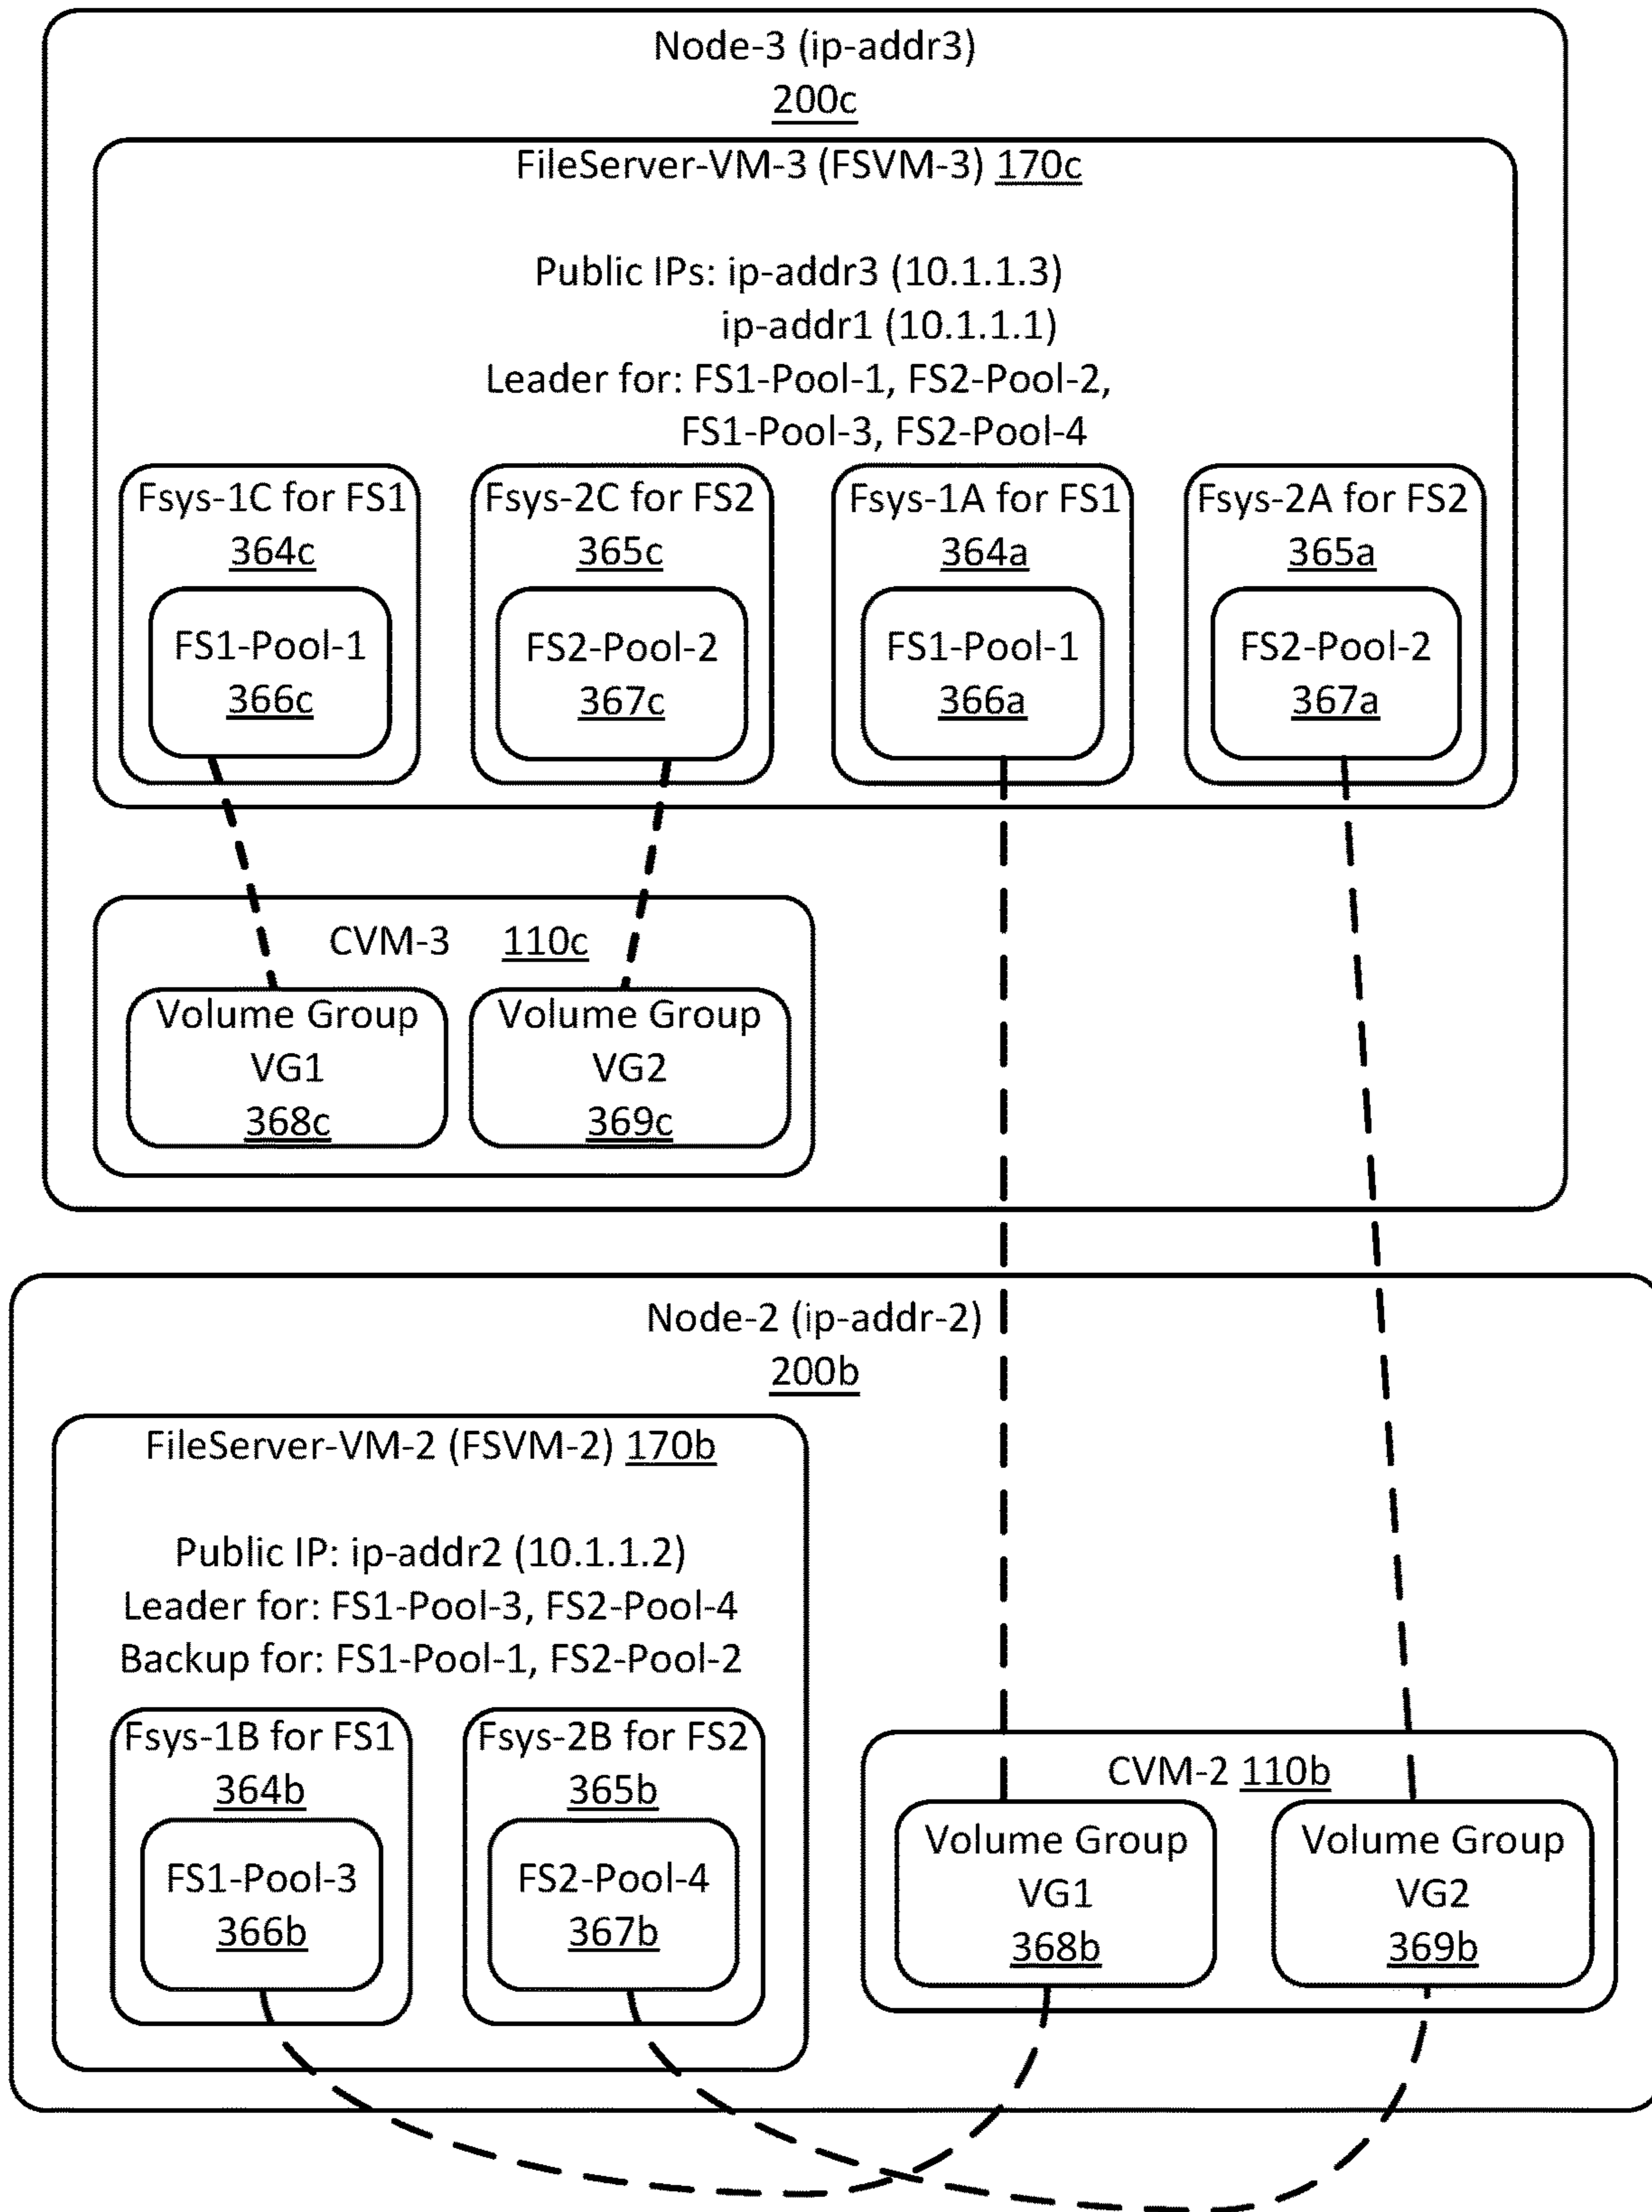 Node-3 (ip-addr3)
200c
FileServer-VM-3 (FSVM-3) 170c
Public IPs: ip-addr3 (10.1.1.3)
ip-addr1 (10.1.1.1)
Leader for: FS1-Pool-1, FS2-Pool-2,
FS1-Pool-3, FS2-Pool-4
Fsys-1C for FS1
364c
FS1-Pool-1
366c
Fsys-2C for FS2
365c
FS2-Pool-2
367c
Fsys-1A for FS1
364a
FS1-Pool-1
366a
Fsys-2A for FS2
365a
FS2-Pool-2
367a
CVM-3 110c
Volume Group
VG1
368c
Volume Group
VG2
369c
Node-2 (ip-addr-2)
200b
FileServer-VM-2 (FSVM-2) 170b
Public IP: ip-addr2 (10.1.1.2)
Leader for: FS1-Pool-3, FS2-Pool-4
Backup for: FS1-Pool-1, FS2-Pool-2
Fsys-1B for FS1
364b
FS1-Pool-3
366b
Fsys-2B for FS2
365b
FS2-Pool-4
367b
CVM-2 110b
Volume Group
VG1
368b
Volume Group
VG2
369b